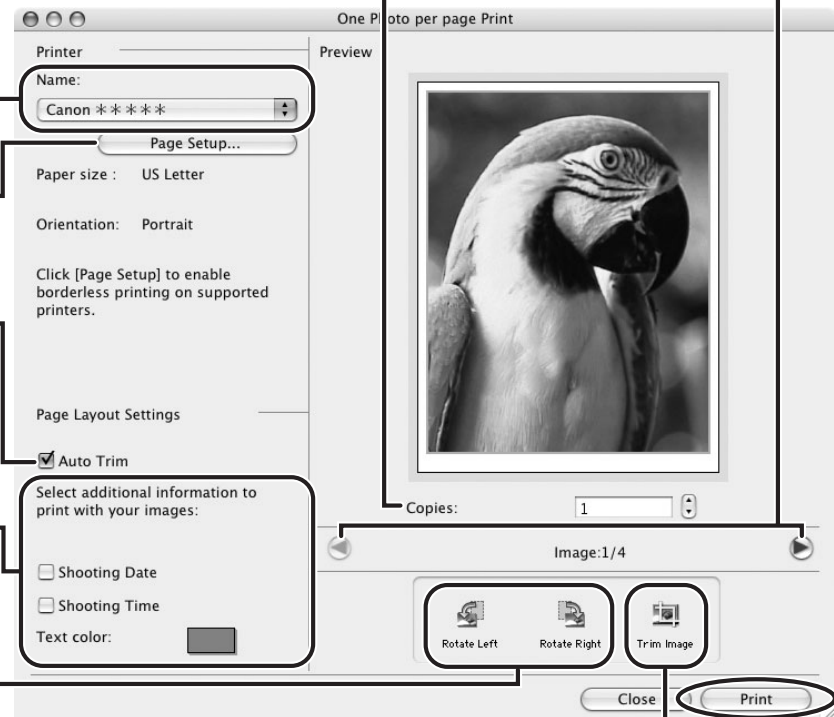 One Photo per page Print
Printer
Name:
Canon *****
Page Setup...
Paper size : US Letter
Orientation: Portrait
Click [Page Setup] to enable
borderless printing on supported
printers.
Page Layout Settings
Auto Trim
Select additional information to
print with your images:
Shooting Date
Shooting Time
Text color:
Preview
Copies: 1
Image:1/4
Rotate Left
Rotate Right
Trim Image
Close
Print